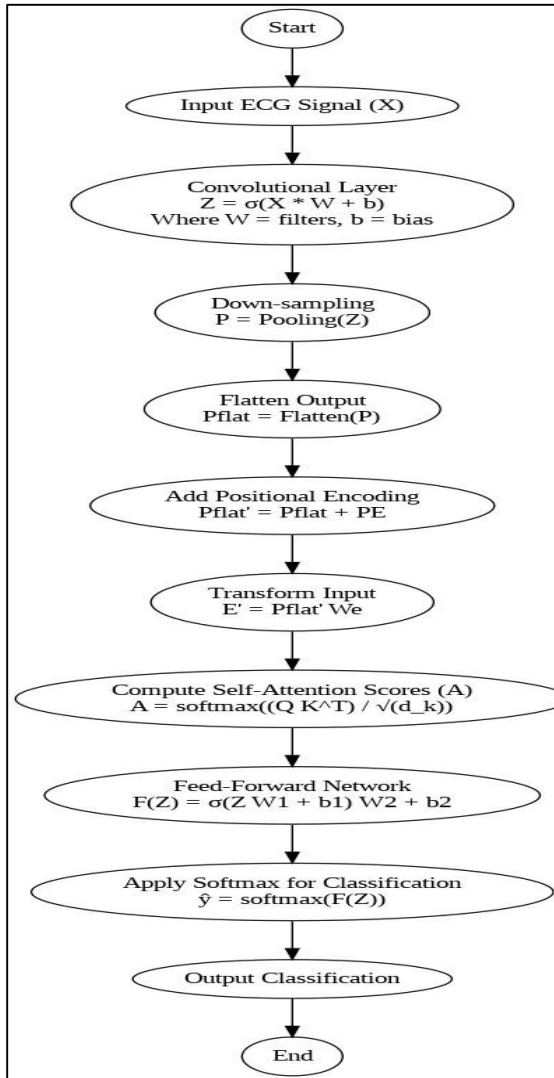 Start
Input ECG Signal (X)
Convolutional Layer
Z = σ(X * W + b)
Where W = filters, b = bias
Down-sampling
P = Pooling(Z)
Flatten Output
Pflat = Flatten(P)
Add Positional Encoding
Pflat' = Pflat + PE
Transform Input
E' = Pflat' We
Compute Self-Attention Scores (A)
A = softmax((Q K^T) / √(d_k))
Feed-Forward Network
F(Z) = σ(Z W1 + b1) W2 + b2
Apply Softmax for Classification
ŷ = softmax(F(Z))
Output Classification
End